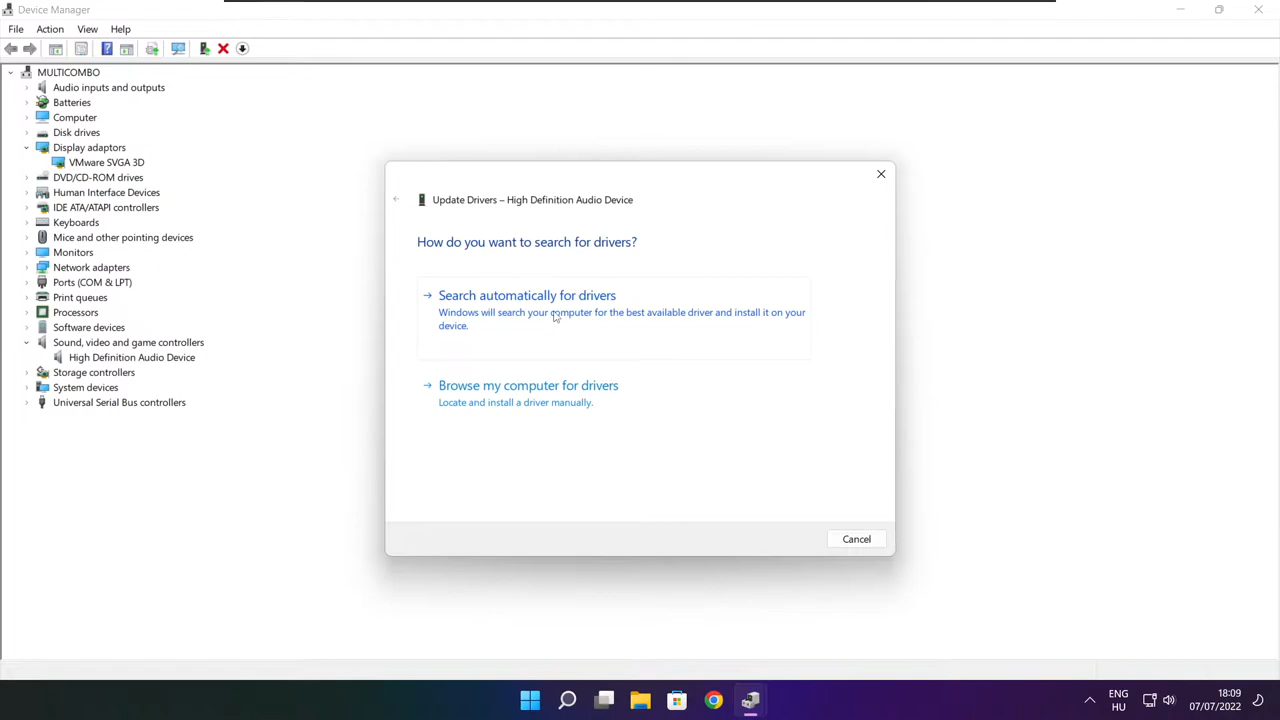 Device Manager
File Action View Help
MULTICOMBO
Audio inputs and outputs
Batteries
Computer
Disk drives
Display adaptors
VMware SVGA 3D
DVD/CD-ROM drives
Human Interface Devices
IDE ATA/ATAPI controllers
Keyboards
Mice and other pointing devices
Monitors
Network adapters
Ports (COM & LPT)
Print queues
Processors
Software devices
Sound, video and game controllers
High Definition Audio Device
Storage controllers
System devices
Universal Serial Bus controllers
Update Drivers – High Definition Audio Device
How do you want to search for drivers?
Search automatically for drivers
Windows will search your computer for the best available driver and install it on your
device.
Browse my computer for drivers
Locate and install a driver manually.
Cancel
ENG
HU
18:09
07/07/2022